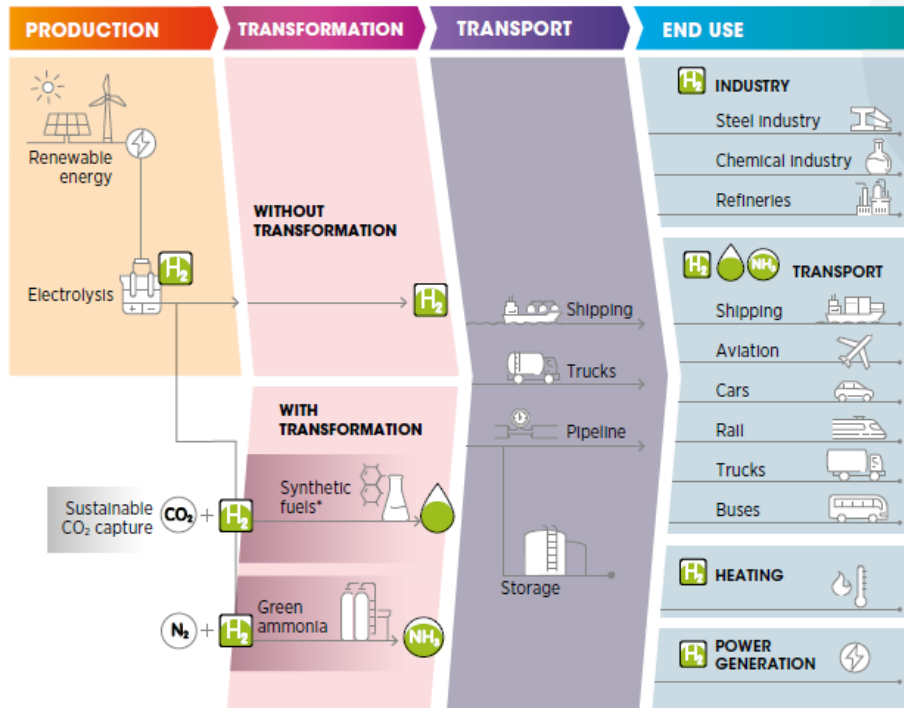 PRODUCTION
TRANSFORMATION
TRANSPORT
END USE
Renewable
energy
Electrolysis
H₂
+ −
WITHOUT
TRANSFORMATION
H₂
WITH
TRANSFORMATION
Sustainable
CO₂ capture
CO₂ + H₂
Synthetic
fuels*
N₂ + H₂
Green
ammonia
NH₃
Shipping
Trucks
Pipeline
Storage
H₂ INDUSTRY
Steel industry
Chemical industry
Refineries
H₂ NH₃ TRANSPORT
Shipping
Aviation
Cars
Rail
Trucks
Buses
H₂ HEATING
H₂ POWER
GENERATION